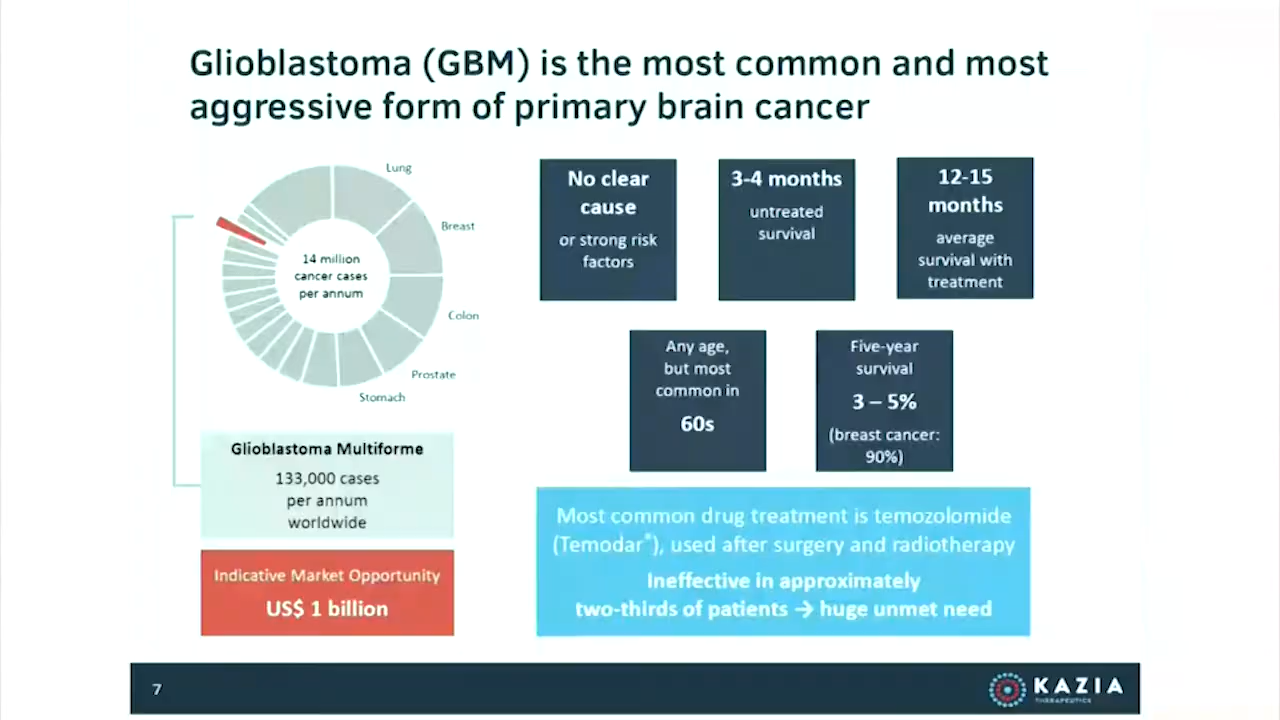 Glioblastoma (GBM) is the most common and most
aggressive form of primary brain cancer
Lung
Breast
Colon
Prostate
Stomach
14 million
cancer cases
per annum
Glioblastoma Multiforme
133,000 cases
per annum
worldwide
Indicative Market Opportunity
US$ 1 billion
No clear
cause
or strong risk
factors
3-4 months
untreated
survival
12-15
months
average
survival with
treatment
Any age,
but most
common in
60s
Five-year
survival
3 – 5%
(breast cancer:
90%)
Most common drug treatment is temozolomide
(Temodar®), used after surgery and radiotherapy
Ineffective in approximately
two-thirds of patients → huge unmet need
7
KAZIA
THERAPEUTICS